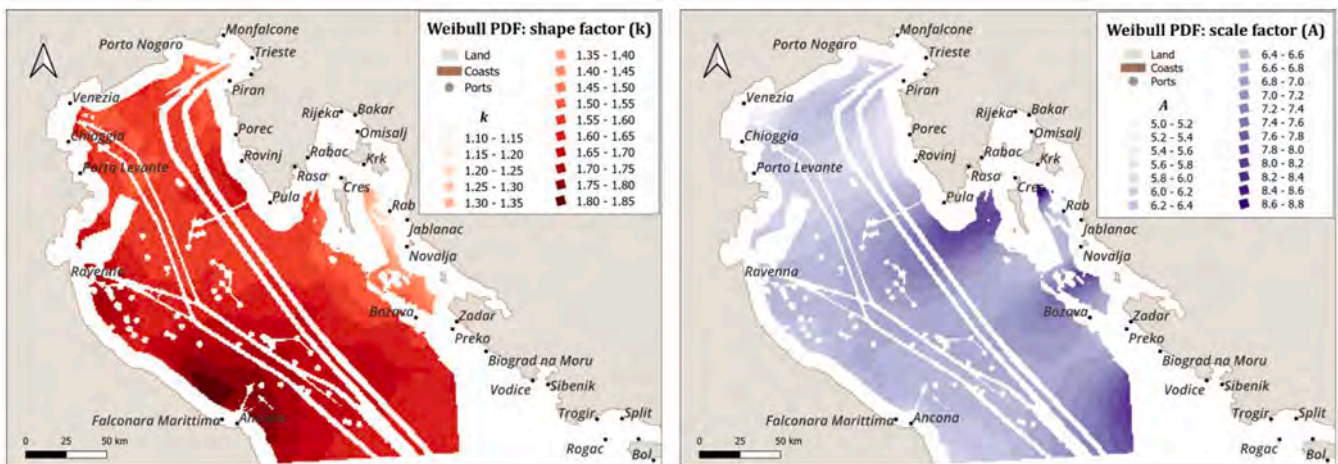 Weibull PDF: shape factor (k)
Land
Coasts
Ports
k
1.10 - 1.15
1.15 - 1.20
1.20 - 1.25
1.25 - 1.30
1.30 - 1.35
1.35 - 1.40
1.40 - 1.45
1.45 - 1.50
1.50 - 1.55
1.55 - 1.60
1.60 - 1.65
1.65 - 1.70
1.70 - 1.75
1.75 - 1.80
1.80 - 1.85
Monfalcone
Porto Nogaro
Trieste
Piran
Venezia
Rijeka
Bakar
Chioggia
Porec
Omisalj
Porto Levante
Rovinj
Rabac
Krk
Rasa
Cres
Pula
Rab
Jablanac
Novalja
Ravenna
Bozava
Zadar
Preko
Biograd na Moru
Vodice
Sibenik
Falconara Marittima
Ancona
Trogir
Split
Rogac
Bol
0 25 50 km
Weibull PDF: scale factor (A)
Land
Coasts
Ports
A
5.0 - 5.2
5.2 - 5.4
5.4 - 5.6
5.6 - 5.8
5.8 - 6.0
6.0 - 6.2
6.2 - 6.4
6.4 - 6.6
6.6 - 6.8
6.8 - 7.0
7.0 - 7.2
7.2 - 7.4
7.4 - 7.6
7.6 - 7.8
7.8 - 8.0
8.0 - 8.2
8.2 - 8.4
8.4 - 8.6
8.6 - 8.8
Monfalcone
Porto Nogaro
Trieste
Piran
Venezia
Rijeka
Bakar
Chioggia
Porec
Omisalj
Porto Levante
Rovinj
Rabac
Krk
Rasa
Cres
Pula
Rab
Jablanac
Novalja
Ravenna
Bozava
Zadar
Preko
Biograd na Moru
Vodice
Sibenik
Falconara Marittima
Ancona
Trogir
Split
Rogac
Bol
0 25 50 km